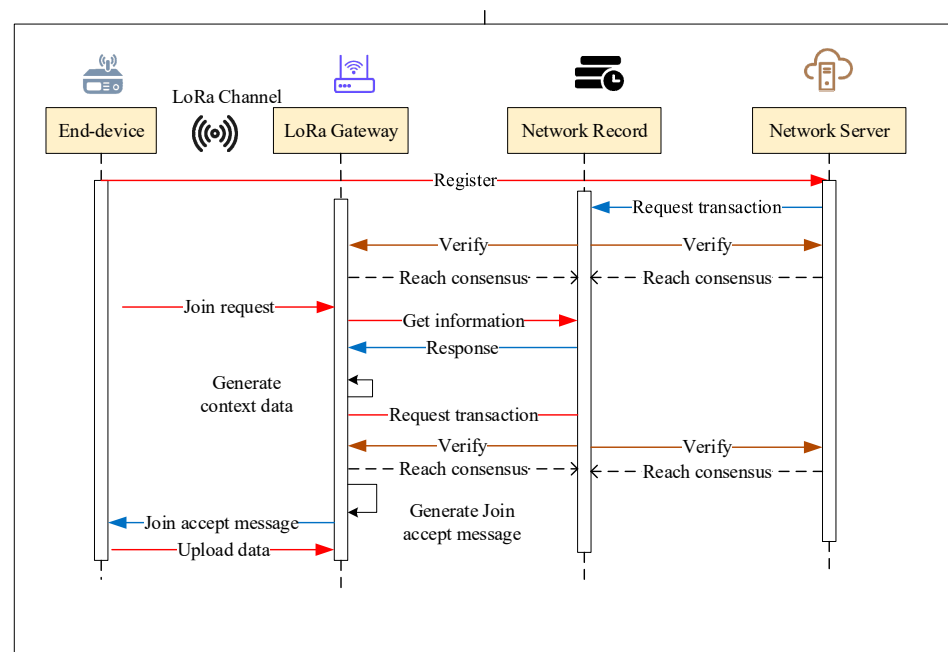 LoRa Channel
End-device
LoRa Gateway
Network Record
Network Server
Register
Request transaction
Verify
Verify
Reach consensus
Reach consensus
Join request
Get information
Response
Generate
context data
Request transaction
Verify
Verify
Reach consensus
Reach consensus
Generate Join
accept message
Join accept message
Upload data